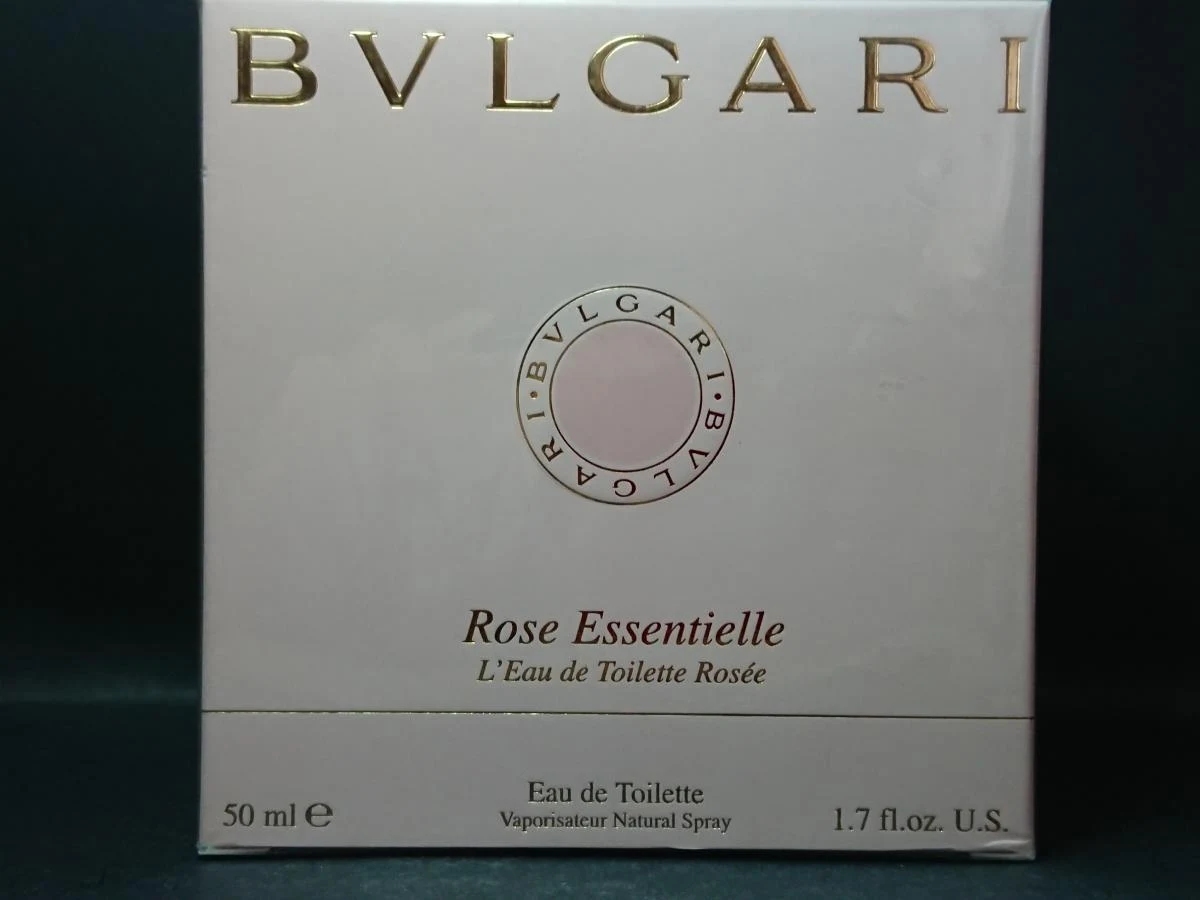 BVLGARI
BVLGARI · BVLGARI ·
Rose Essentielle
L'Eau de Toilette Rosée
Eau de Toilette
Vaporisateur Natural Spray
50 ml ℮
1.7 fl.oz. U.S.